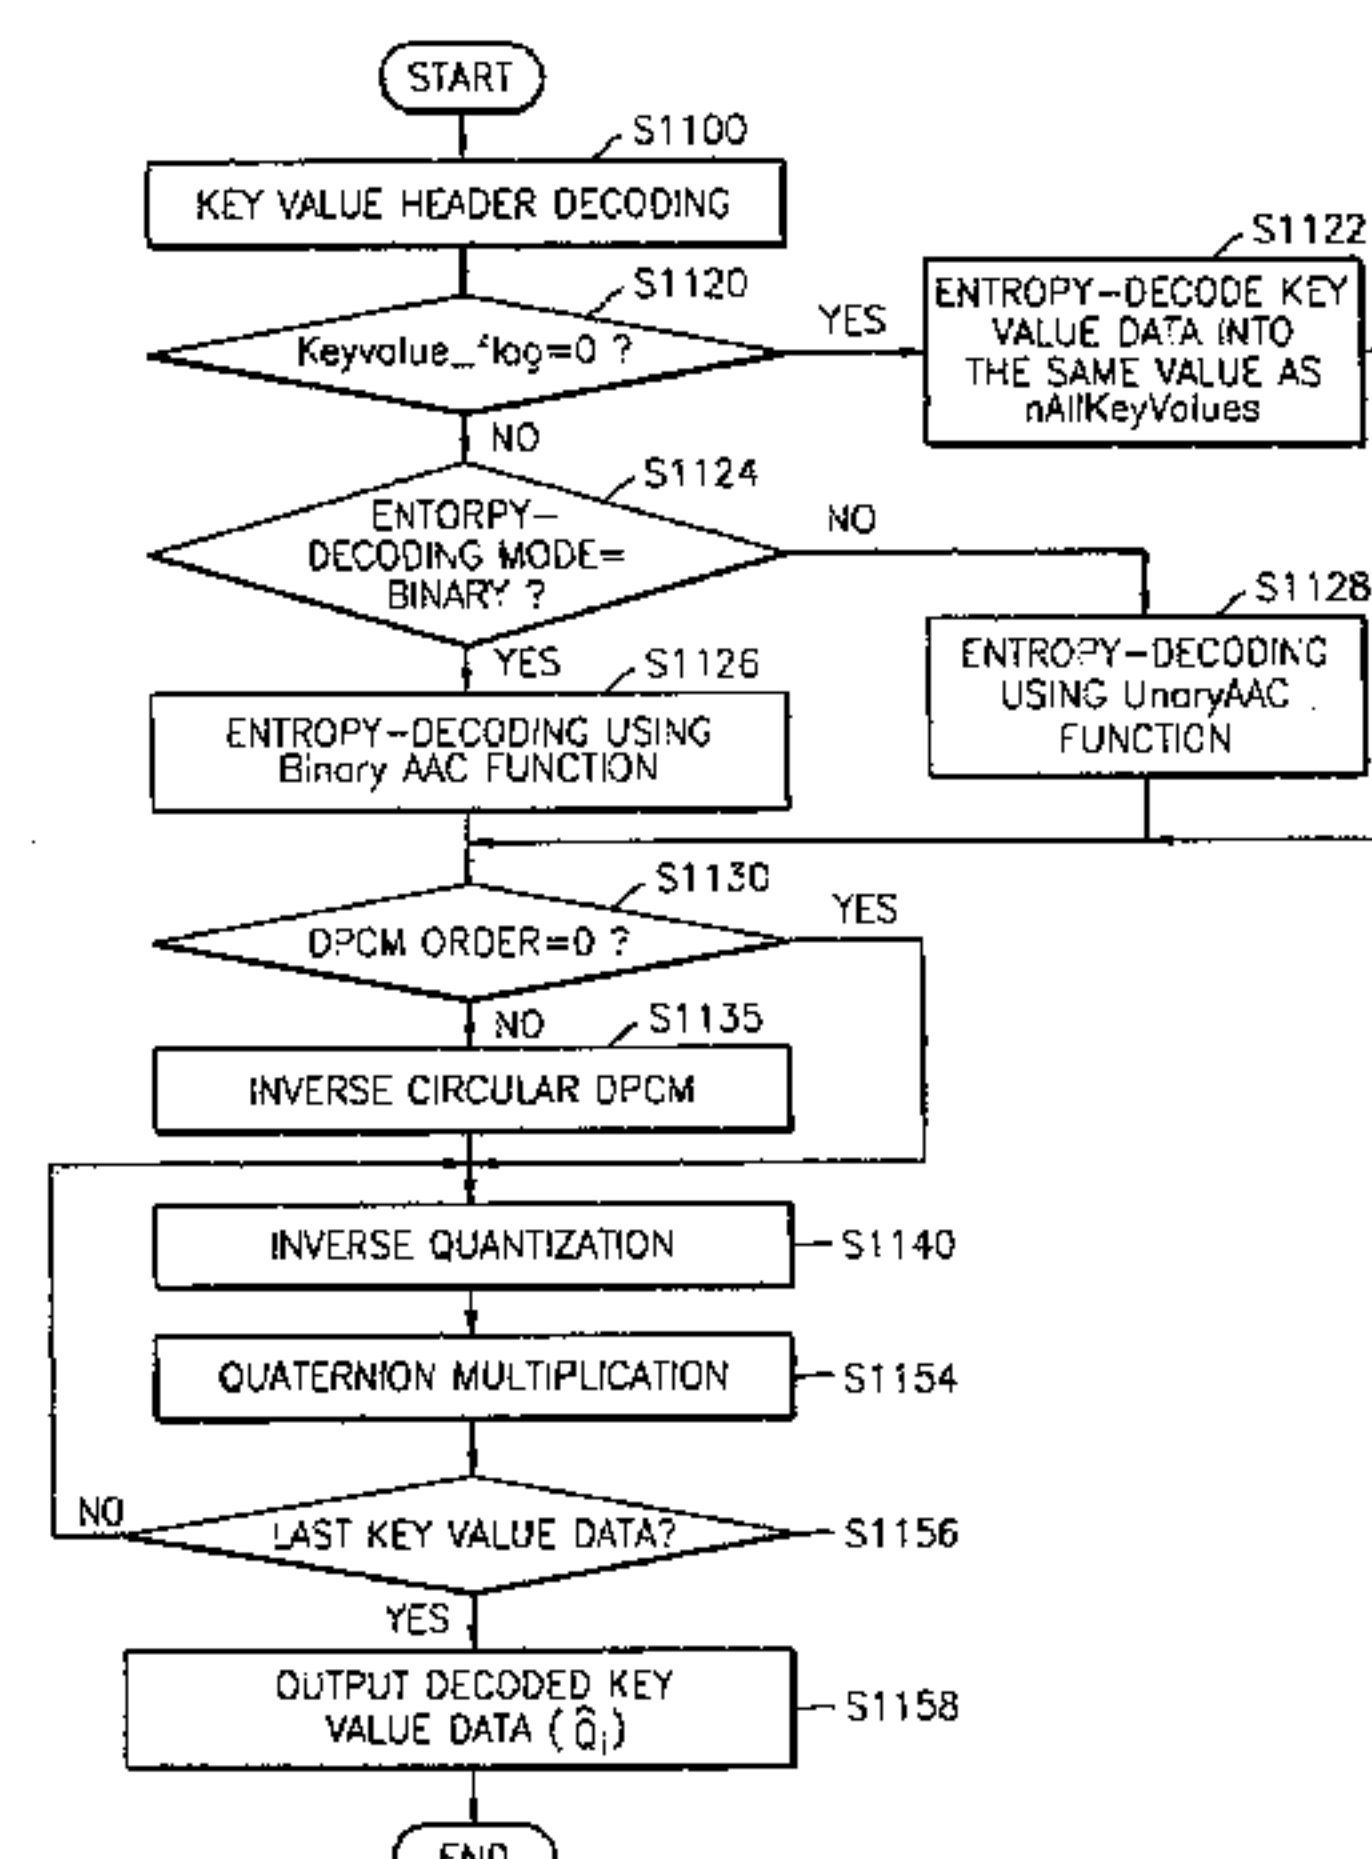 START
S1100
KEY VALUE HEADER DECODING
S1120
Keyvalue_flag=0 ?
YES
S1122
ENTROPY-DECODE KEY
VALUE DATA INTO
THE SAME VALUE AS
nAllKeyValues
NO
S1124
ENTORPY-
DECODING MODE=
BINARY ?
NO
YES
S1126
ENTROPY-DECODING USING
Binary AAC FUNCTION
S1128
ENTROPY-DECODING
USING UnaryAAC
FUNCTION
S1130
DPCM ORDER=0 ?
YES
NO
S1135
INVERSE CIRCULAR DPCM
INVERSE QUANTIZATION
S1140
QUATERNION MULTIPLICATION
S1154
NO
LAST KEY VALUE DATA?
S1156
YES
OUTPUT DECODED KEY
VALUE DATA (Q̂i)
S1158
END